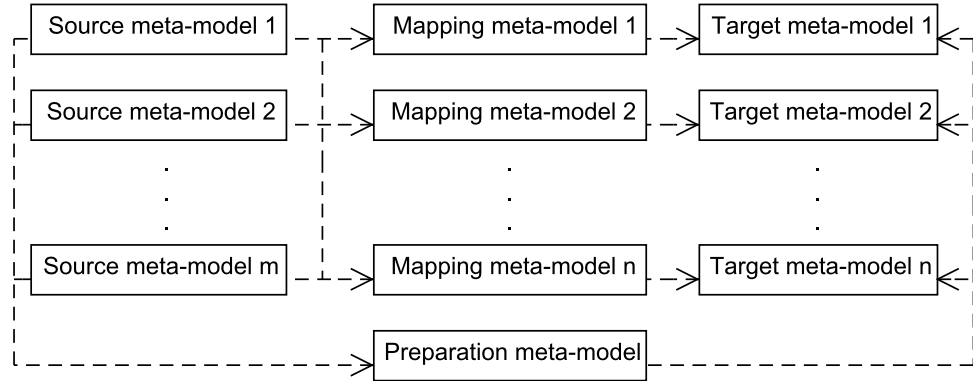 Source meta-model 1
Mapping meta-model 1
Target meta-model 1
Source meta-model 2
Mapping meta-model 2
Target meta-model 2
Source meta-model m
Mapping meta-model n
Target meta-model n
Preparation meta-model